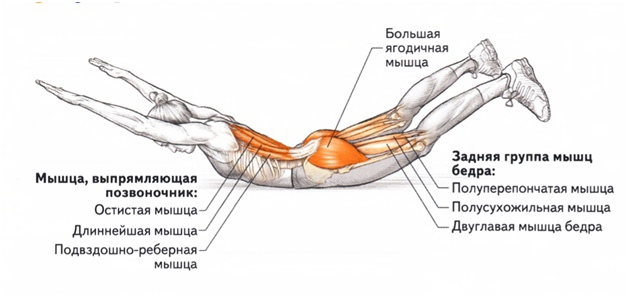 Большая
ягодичная
мышца
Мышца, выпрямляющая
позвоночник:
Остистая мышца
Длиннейшая мышца
Подвздошно-реберная
мышца
Задняя группа мышц
бедра:
Полуперепончатая мышца
Полусухожильная мышца
Двуглавая мышца бедра